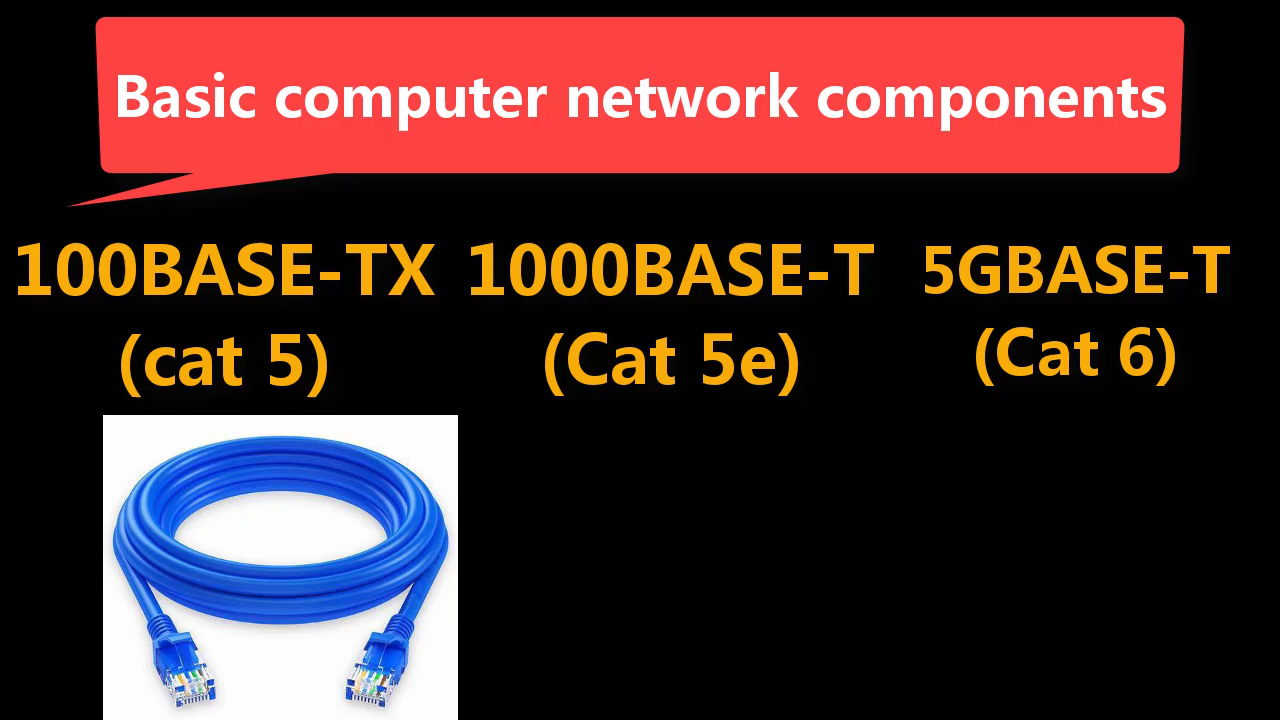 Basic computer network components
100BASE-TX 1000BASE-T 5GBASE-T
(cat 5) (Cat 5e) (Cat 6)